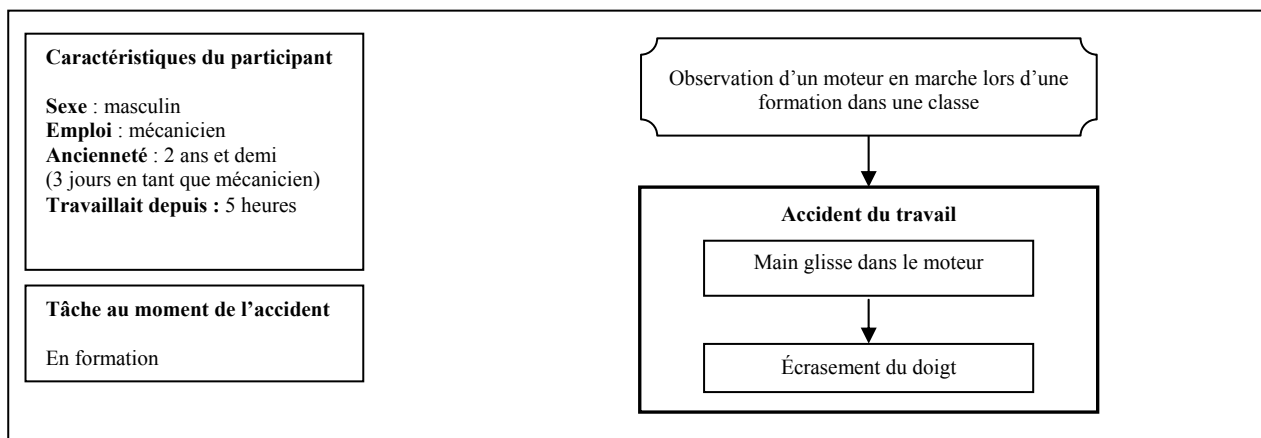 Caractéristiques du participant
Sexe : masculin
Emploi : mécanicien
Ancienneté : 2 ans et demi
(3 jours en tant que mécanicien)
Travaillait depuis : 5 heures
Tâche au moment de l’accident
En formation
Observation d’un moteur en marche lors d’une
formation dans une classe
Accident du travail
Main glisse dans le moteur
Écrasement du doigt